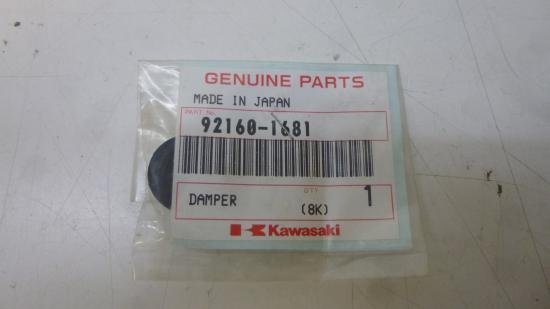 GENUINE PARTS
MADE IN JAPAN
PART No.
92160-1681
DAMPER QTY 1
(8K)
Kawasaki